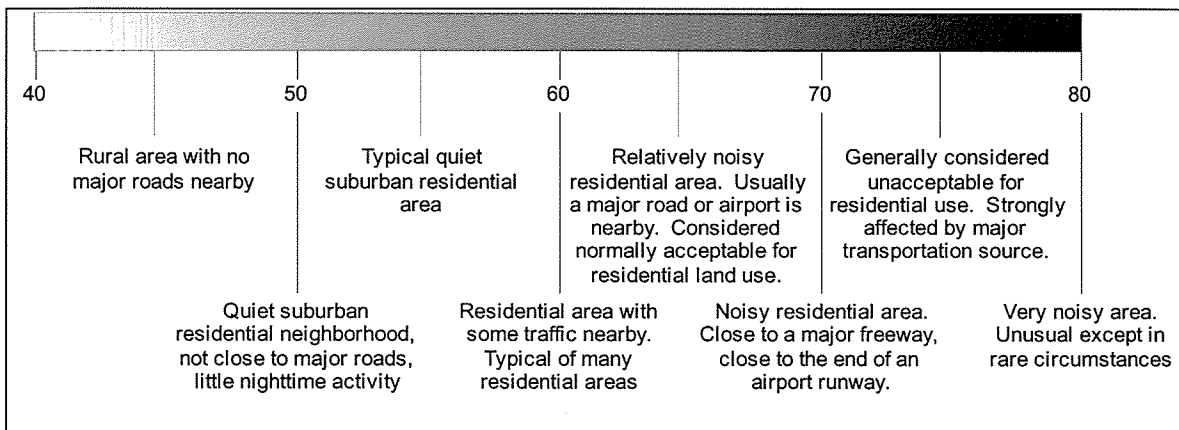 40
50
60
70
80
Rural area with no
major roads nearby
Typical quiet
suburban residential
area
Relatively noisy
residential area. Usually
a major road or airport is
nearby. Considered
normally acceptable for
residential land use.
Generally considered
unacceptable for
residential use. Strongly
affected by major
transportation source.
Quiet suburban
residential neighborhood,
not close to major roads,
little nighttime activity
Residential area with
some traffic nearby.
Typical of many
residential areas
Noisy residential area.
Close to a major freeway,
close to the end of an
airport runway.
Very noisy area.
Unusual except in
rare circumstances